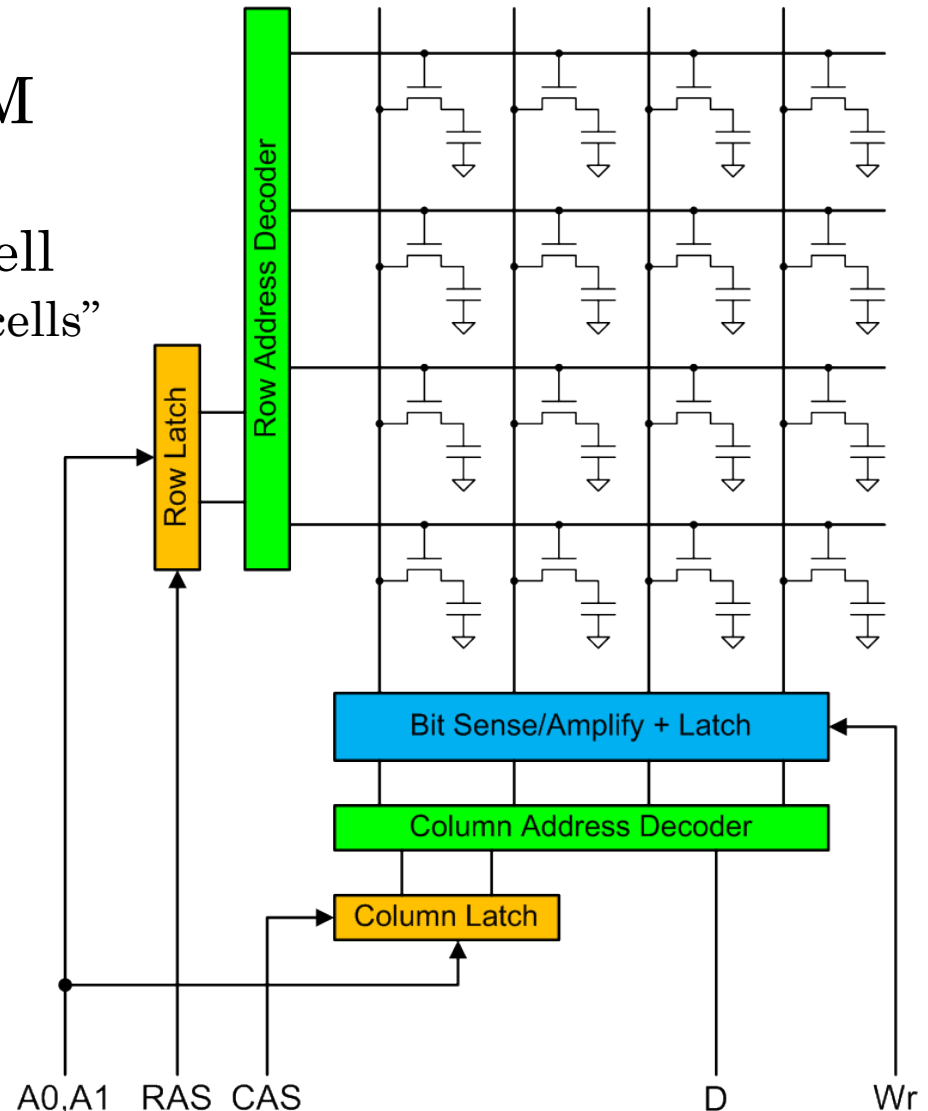 M
ell
cells”
Row Address Decoder
Row Latch
Bit Sense/Amplify + Latch
Column Address Decoder
Column Latch
A0,A1 RAS CAS D Wr